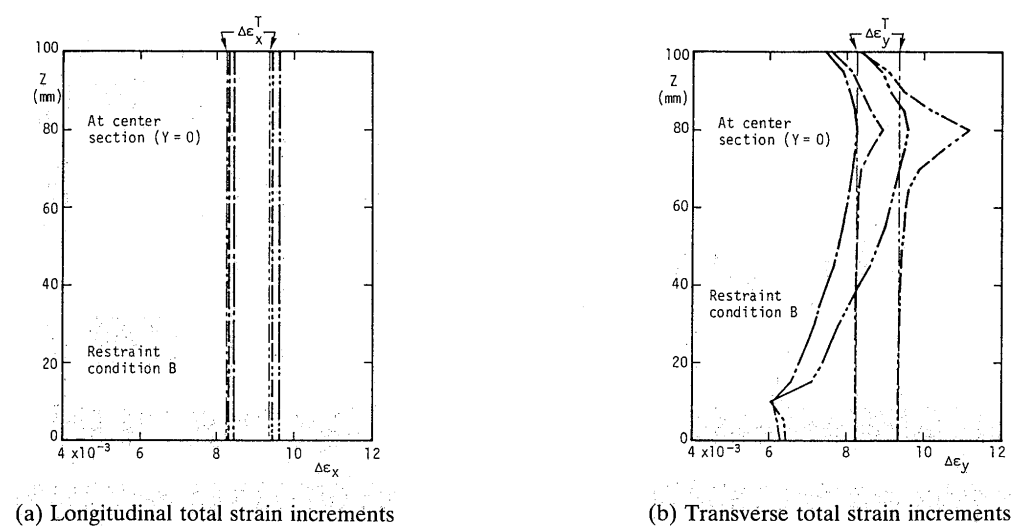 Δε_x^T
100
Z
(mm)
80
60
40
20
0
At center
section (Y = 0)
Restraint
condition B
4 x10⁻³
6
8
10
12
Δε_x
(a) Longitudinal total strain increments
Δε_y^T
100
Z
(mm)
80
60
40
20
0
At center
section (Y = 0)
Restraint
condition B
4 x10⁻³
6
8
10
12
Δε_y
(b) Transverse total strain increments